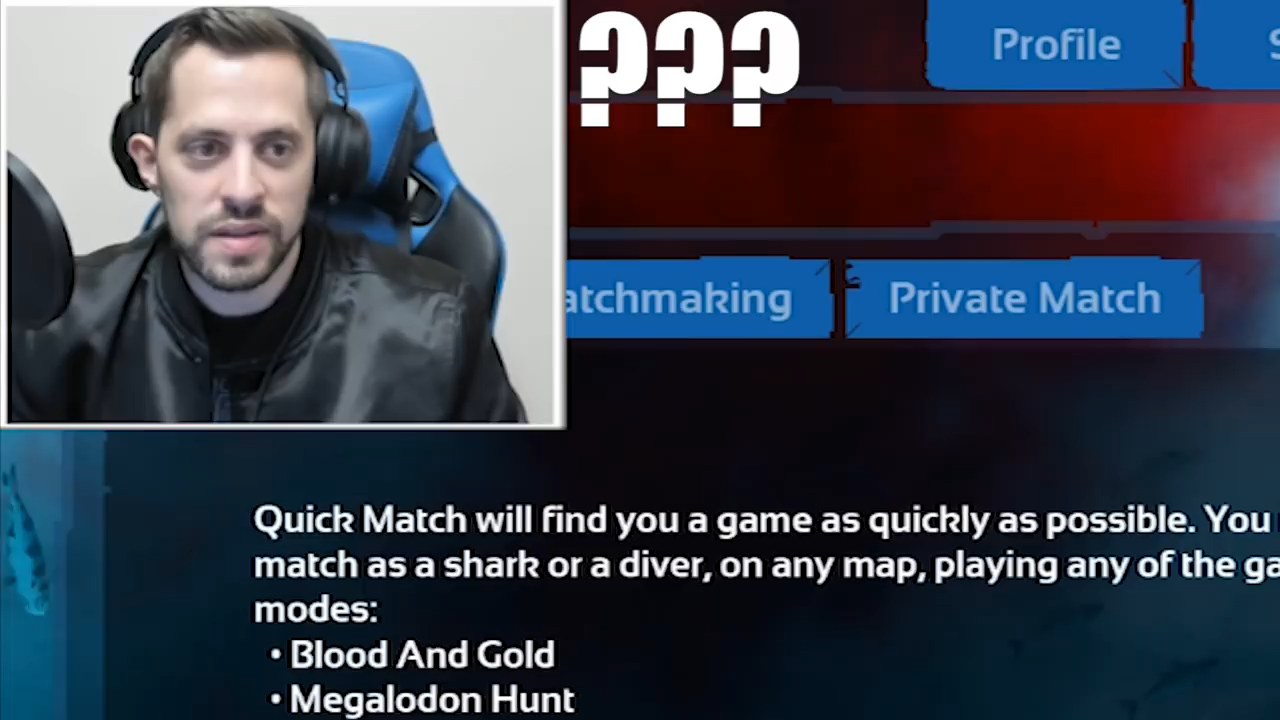 ???
Profile
atchmaking
Private Match
Quick Match will find you a game as quickly as possible. You
match as a shark or a diver, on any map, playing any of the ga
modes:
• Blood And Gold
• Megalodon Hunt